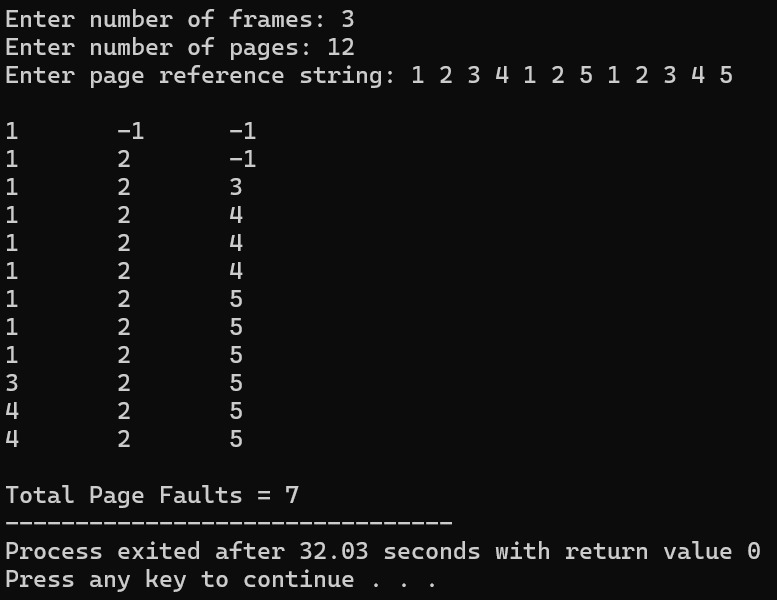 Enter number of frames: 3
Enter number of pages: 12
Enter page reference string: 1 2 3 4 1 2 5 1 2 3 4 5
1 -1 -1
1 2 -1
1 2 3
1 2 4
1 2 4
1 2 4
1 2 5
1 2 5
1 2 5
3 2 5
4 2 5
4 2 5
Total Page Faults = 7
--------------------------------
Process exited after 32.03 seconds with return value 0
Press any key to continue . . .